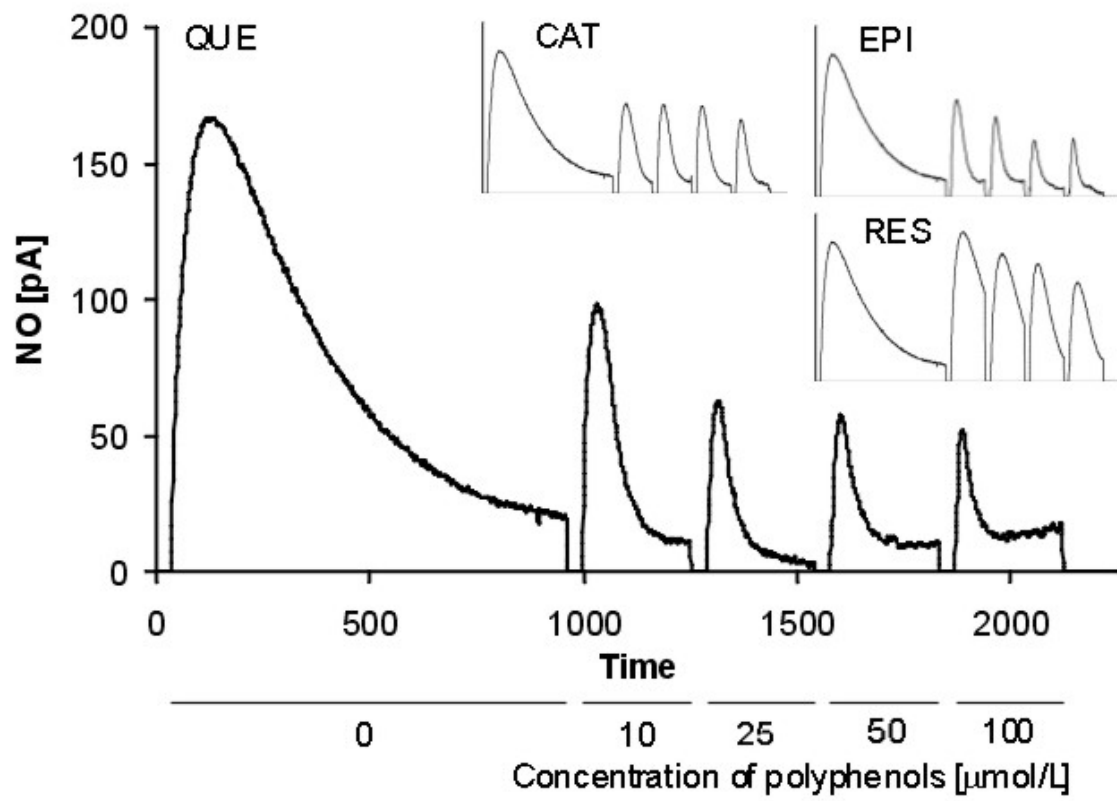 QUE
CAT
EPI
RES
NO [pA]
200
150
100
50
0
0 500 1000 1500 2000
Time
0 10 25 50 100
Concentration of polyphenols [μmol/L]